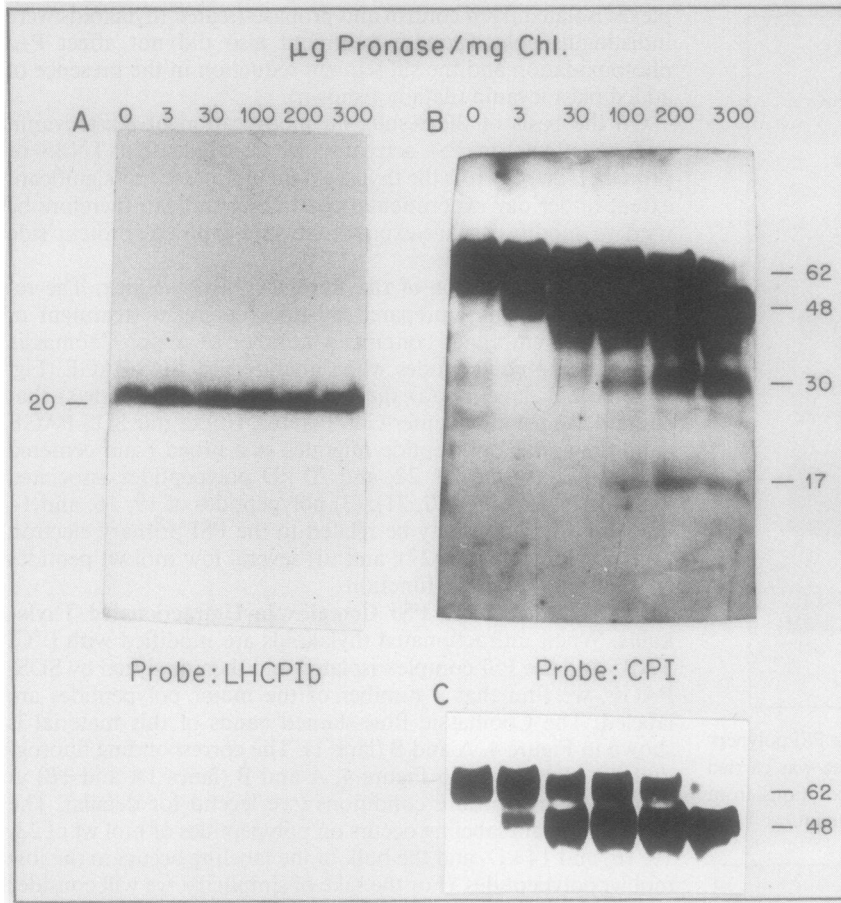 μg Pronase/mg Chl.
A 0 3 30 100 200 300
B 0 3 30 100 200 300
— 62
— 48
— 30
20 —
— 17
Probe: LHCPIb
Probe: CPI
C
— 62
— 48